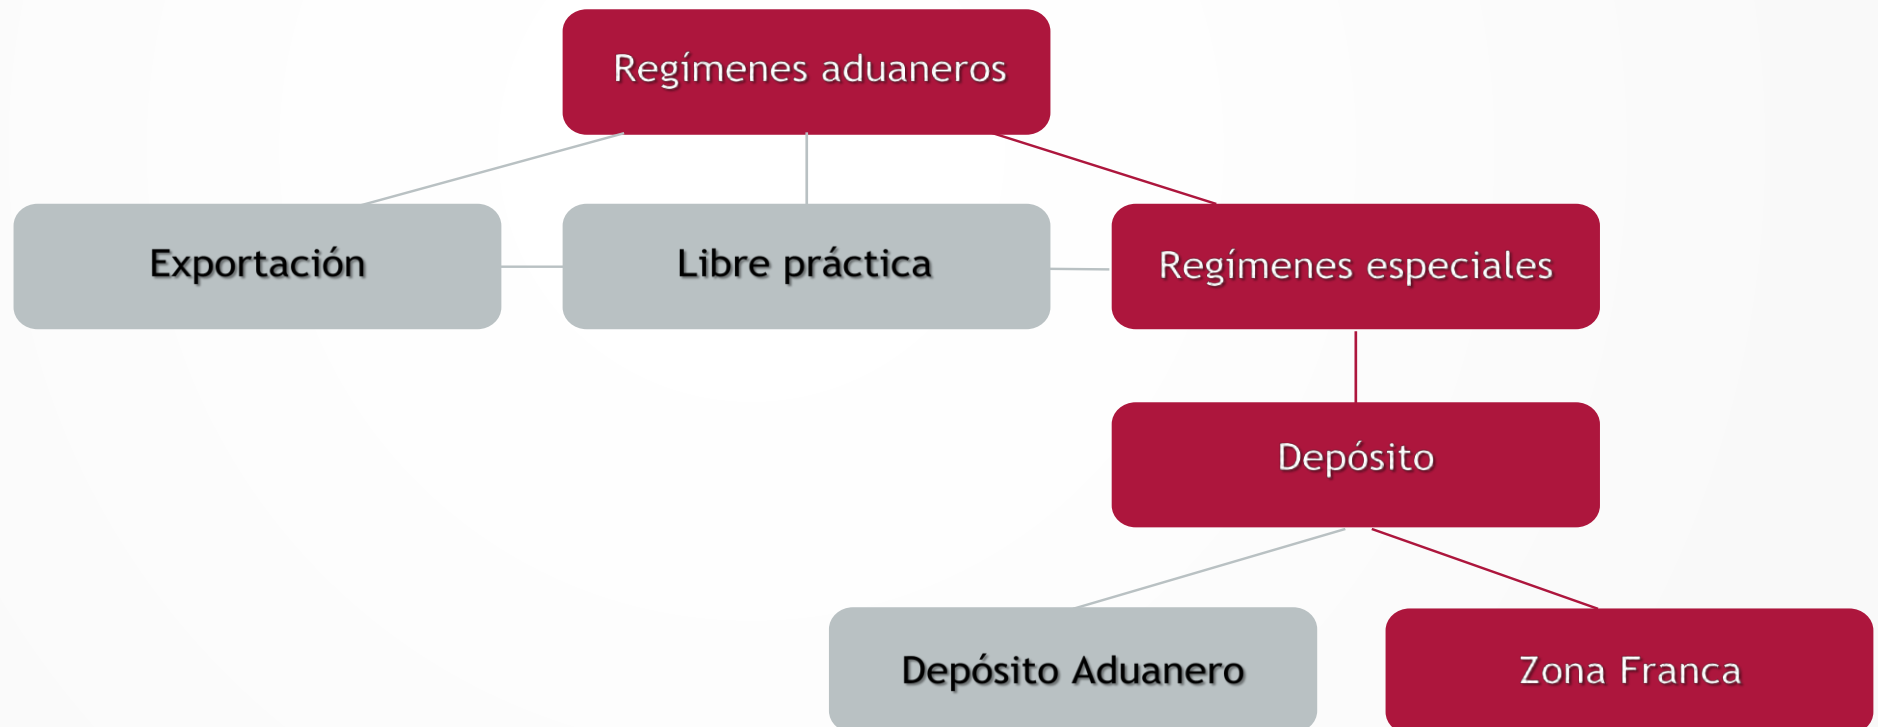 Regímenes aduaneros
Exportación
Libre práctica
Regímenes especiales
Depósito
Depósito Aduanero
Zona Franca